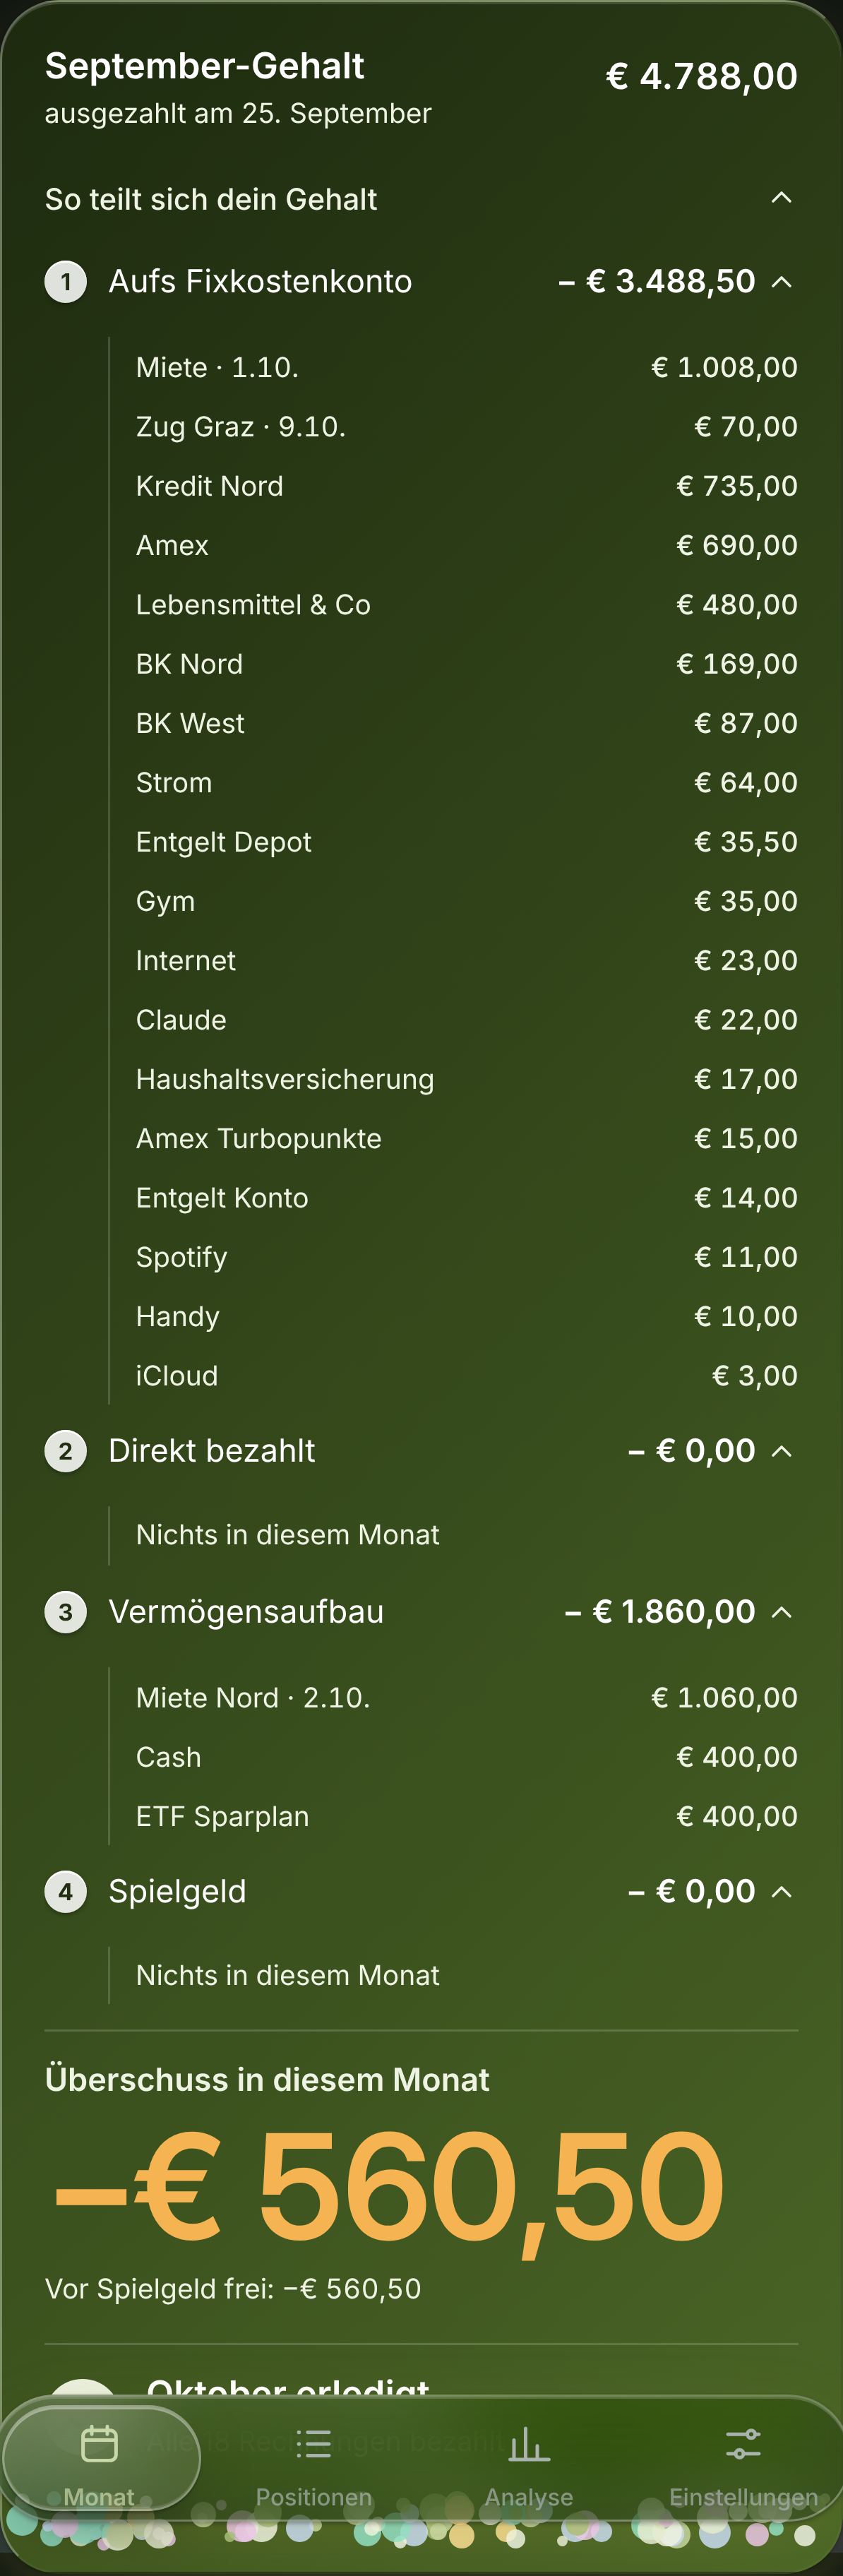 September-Gehalt
€ 4.788,00
ausgezahlt am 25. September
So teilt sich dein Gehalt
1 Aufs Fixkostenkonto – € 3.488,50
Miete · 1.10. € 1.008,00
Zug Graz · 9.10. € 70,00
Kredit Nord € 735,00
Amex € 690,00
Lebensmittel & Co € 480,00
BK Nord € 169,00
BK West € 87,00
Strom € 64,00
Entgelt Depot € 35,50
Gym € 35,00
Internet € 23,00
Claude € 22,00
Haushaltsversicherung € 17,00
Amex Turbopunkte € 15,00
Entgelt Konto € 14,00
Spotify € 11,00
Handy € 10,00
iCloud € 3,00
2 Direkt bezahlt – € 0,00
Nichts in diesem Monat
3 Vermögensaufbau – € 1.860,00
Miete Nord · 2.10. € 1.060,00
Cash € 400,00
ETF Sparplan € 400,00
4 Spielgeld – € 0,00
Nichts in diesem Monat
Überschuss in diesem Monat
–€ 560,50
Vor Spielgeld frei: –€ 560,50
Oktober erledigt
Alle 18 Rechnungen bezahlt
Monat Positionen Analyse Einstellungen